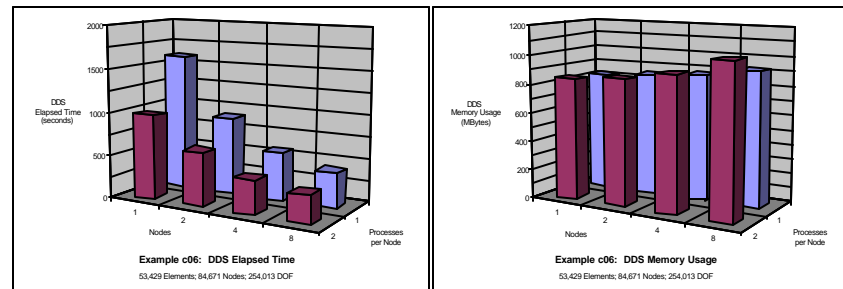 2000
1500
1000
500
0
DDS
Elapsed Time
(seconds)
1
2
4
8
Nodes
1
2
Processes
per Node
Example c06: DDS Elapsed Time
53,429 Elements; 84,671 Nodes; 254,013 DOF
1200
1000
800
600
400
200
0
DDS
Memory Usage
(MBytes)
1
2
4
8
Nodes
1
2
Processes
per Node
Example c06: DDS Memory Usage
53,429 Elements; 84,671 Nodes; 254,013 DOF